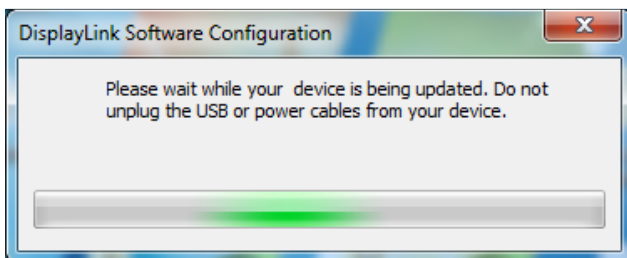 DisplayLink Software Configuration
Please wait while your  device is being updated. Do not
unplug the USB or power cables from your device.